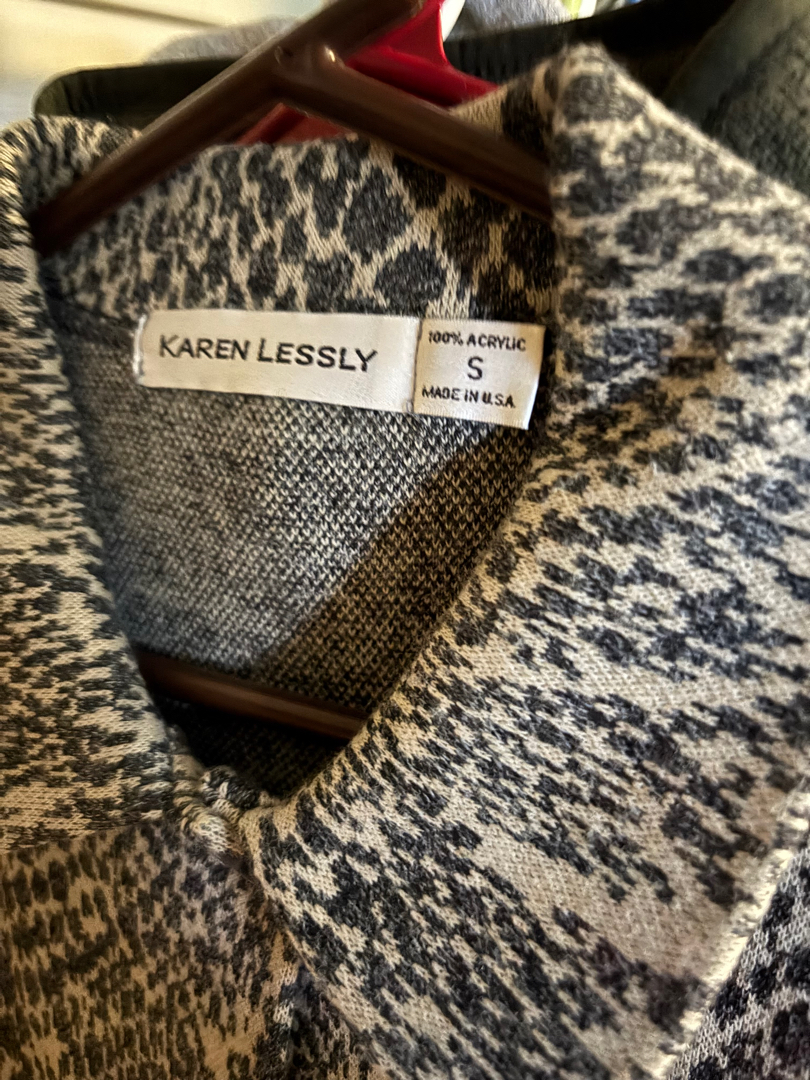 KAREN LESSLY
100% ACRYLIC
S
MADE IN U.S.A.